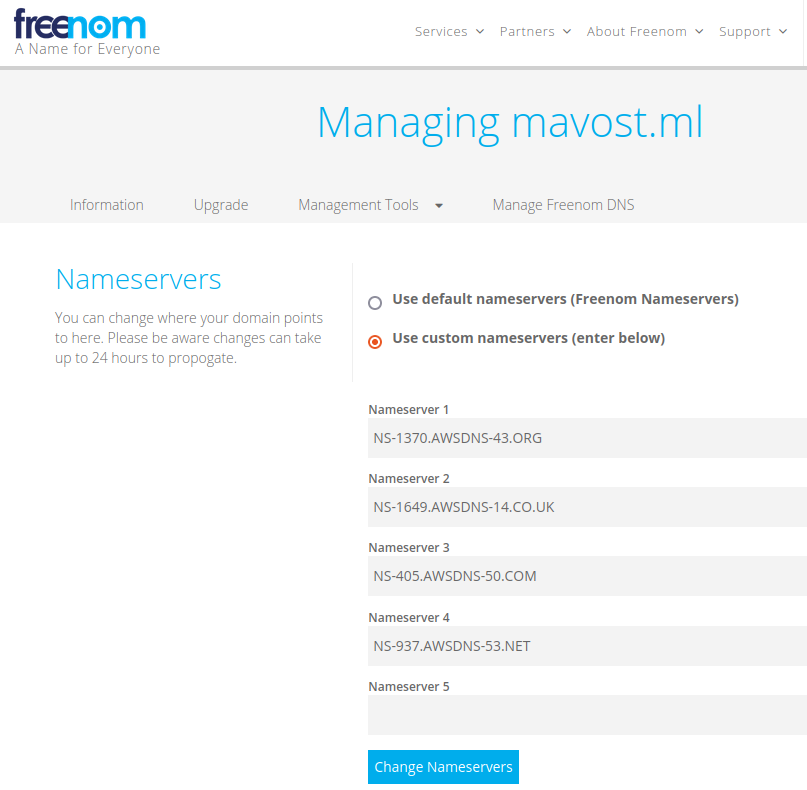 freenom
A Name for Everyone
Services Partners About Freenom Support
Managing mavost.ml
Information Upgrade Management Tools Manage Freenom DNS
Nameservers
You can change where your domain points
to here. Please be aware changes can take
up to 24 hours to propogate.
Use default nameservers (Freenom Nameservers)
Use custom nameservers (enter below)
Nameserver 1
NS-1370.AWSDNS-43.ORG
Nameserver 2
NS-1649.AWSDNS-14.CO.UK
Nameserver 3
NS-405.AWSDNS-50.COM
Nameserver 4
NS-937.AWSDNS-53.NET
Nameserver 5
Change Nameservers